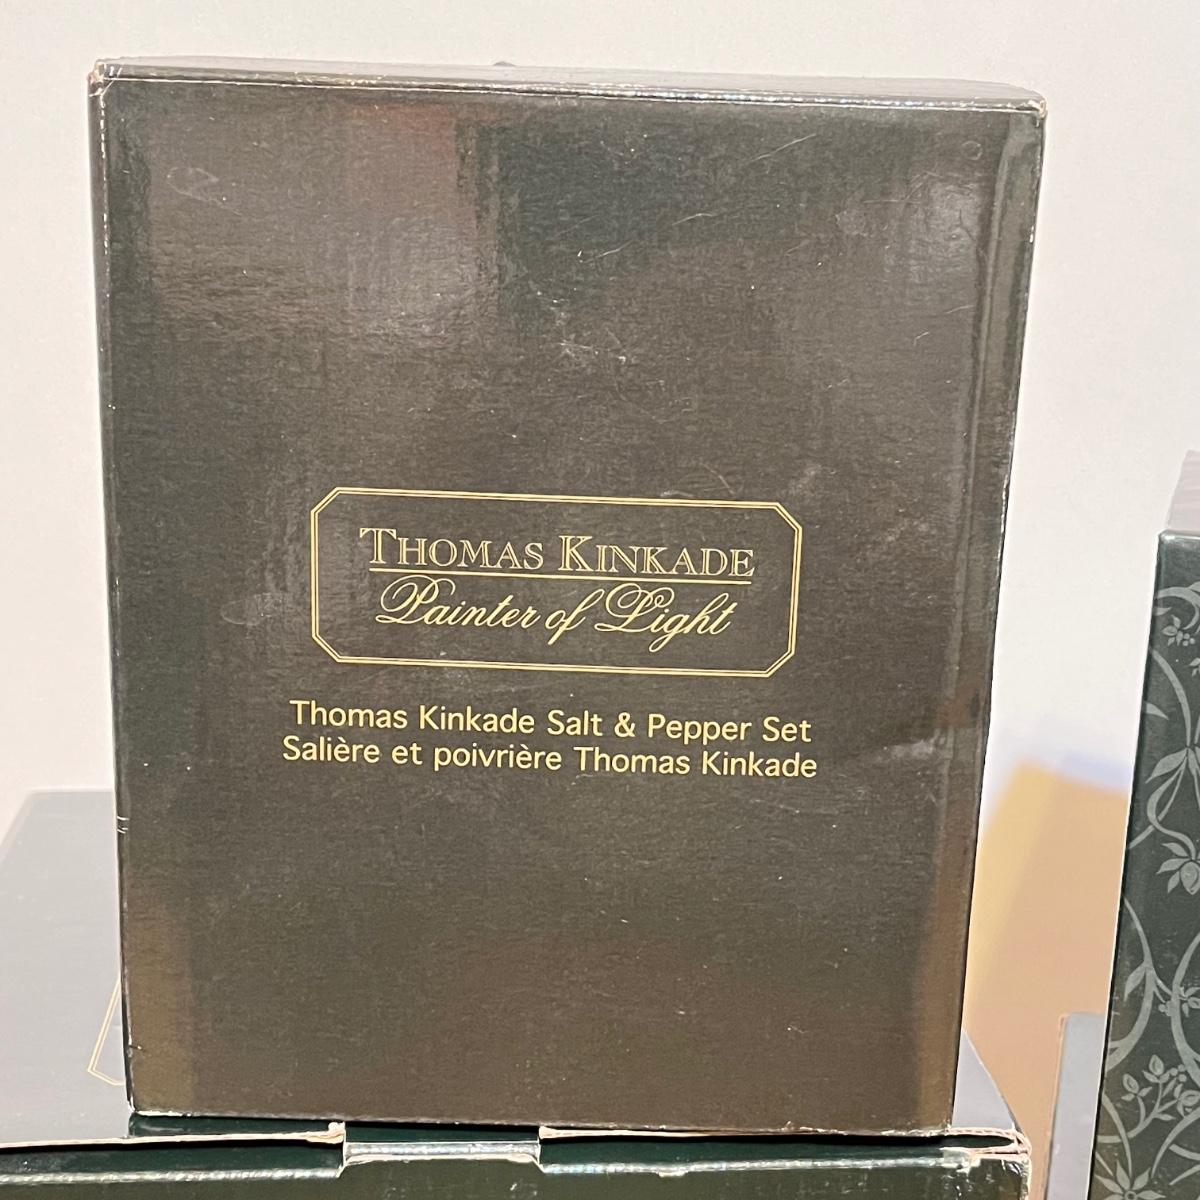 THOMAS KINKADE
Painter of Light
Thomas Kinkade Salt & Pepper Set
Salière et poivrière Thomas Kinkade